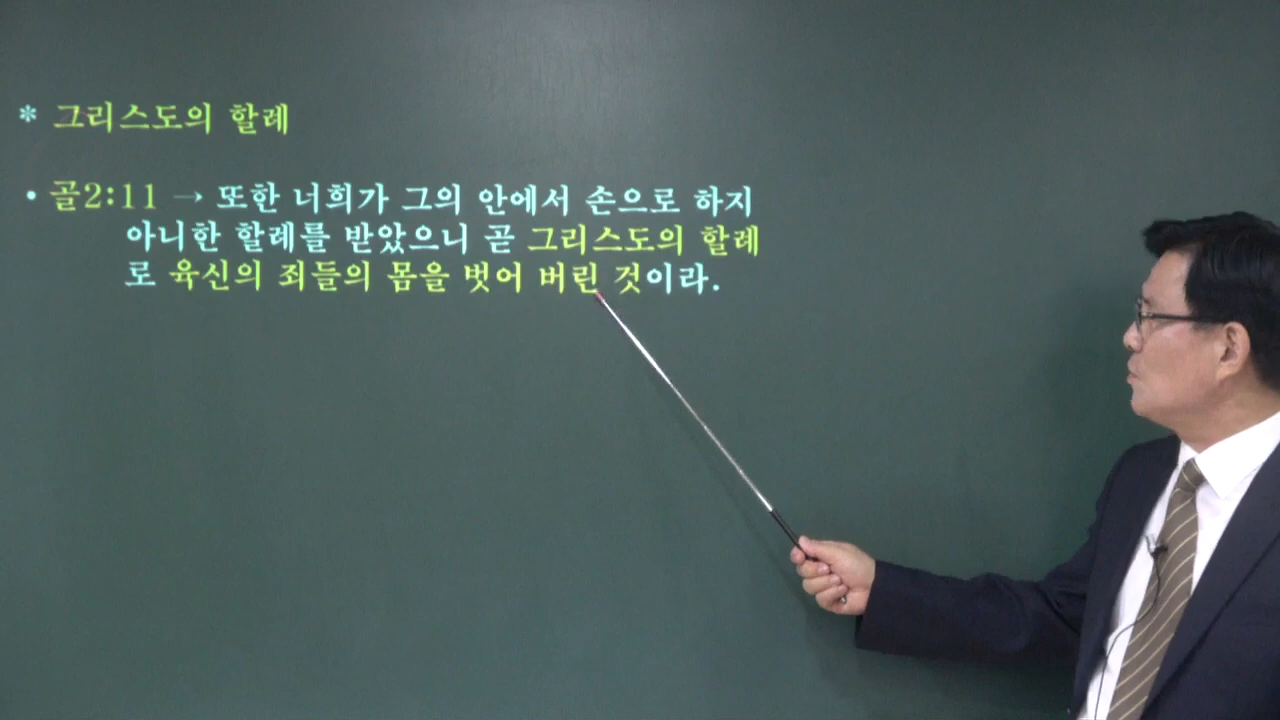 * 그리스도의 할례
• 골2:11 → 또한 너희가 그의 안에서 손으로 하지
아니한 할례를 받았으니 곧 그리스도의 할례
로 육신의 죄들의 몸을 벗어 버린 것이라.